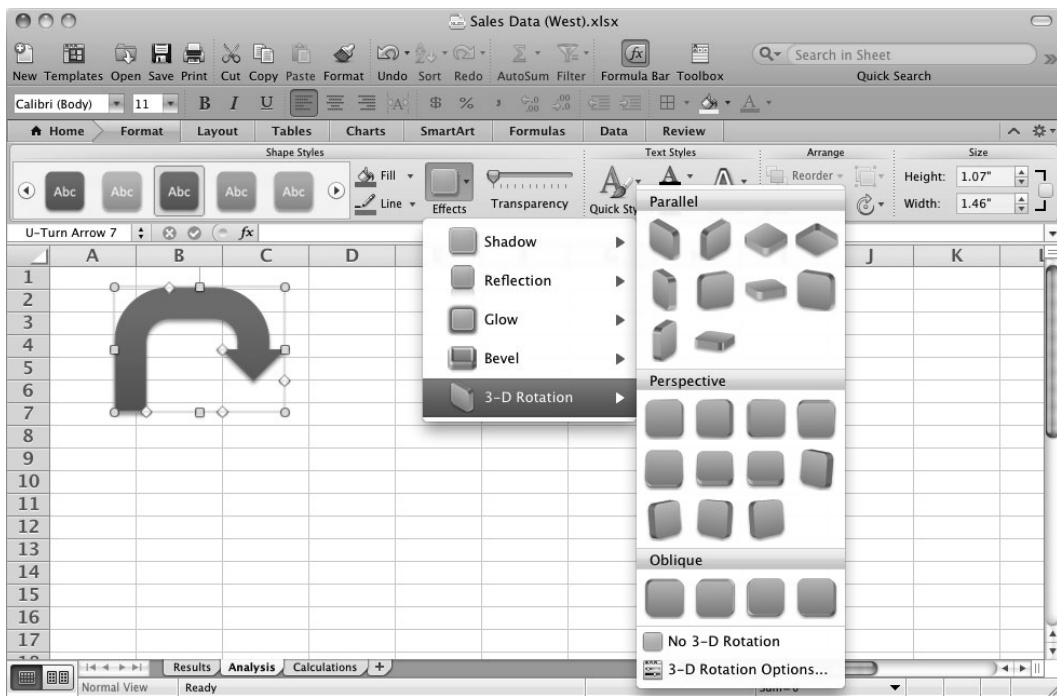 Sales Data (West).xlsx
Search in Sheet
New Templates Open Save Print Cut Copy Paste Format Undo Sort Redo AutoSum Filter Formula Bar Toolbox Quick Search
Calibri (Body) 11 B I U A $ % A
Home Format Layout Tables Charts SmartArt Formulas Data Review
Shape Styles Text Styles Arrange Size
Abc Abc Abc Abc Abc Fill A A A Reorder Height: 1.07"
Line Effects Transparency Quick Sty Width: 1.46"
U-Turn Arrow 7 fx
A B C D J K L
1
2
3
4
5
6
7
8
9
10
11
12
13
14
15
16
17
Shadow
Reflection
Glow
Bevel
3-D Rotation
Parallel
Perspective
Oblique
No 3-D Rotation
3-D Rotation Options...
Results Analysis Calculations +
Normal View Ready Sum=0